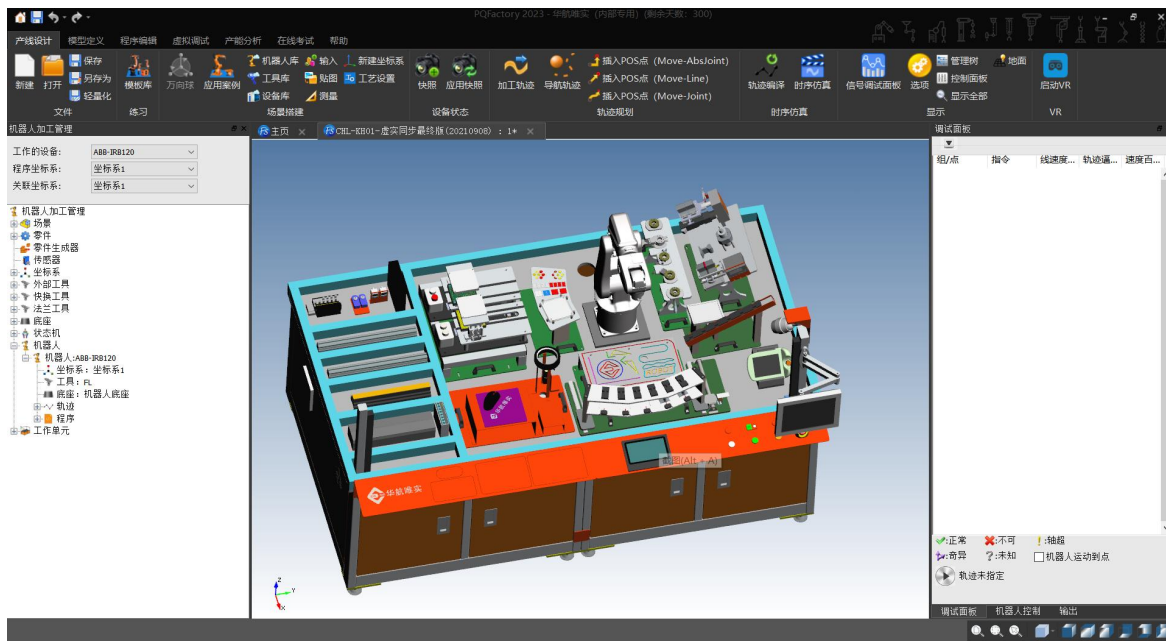 PQFactory 2023 - 华航唯实 (内部专用) (剩余天数: 300)
产线设计 模型定义 程序编辑 虚拟调试 产能分析 在线考试 帮助
新建 打开 保存 另存为 轻量化
文件
模板库
练习
万向球 应用案例 机器人库 工具库 设备库 输入 贴图 测量 新建坐标系 工艺设置
场景搭建
快照 应用快照
设备状态
加工轨迹 导航轨迹 插入POS点 (Move-AbsJoint)
插入POS点 (Move-Line)
插入POS点 (Move-Joint)
轨迹规划
轨迹编译 时序仿真
时序仿真
信号调试面板 选项 管理树 控制面板 显示全部 地面
显示
启动VR
VR
机器人加工管理
主页 CHL-KH01-虚实同步最终版(20210908) : 1*
调试面板
工作的设备: ABB-IRB120
程序坐标系: 坐标系1
关联坐标系: 坐标系1
机器人加工管理
场景
零件
零件生成器
传感器
坐标系
外部工具
快换工具
法兰工具
底座
状态机
机器人
机器人:ABB-IRB120
坐标系: 坐标系1
工具: FL
底座: 机器人底座
轨迹
程序
工作单元
组/点 指令 线速度... 轨迹逼... 速度百...
华航唯实
华航唯实
截图(Alt + A)
Z
Y
X
:正常 :不可 :轴超
:奇异 :未知 机器人运动到点
轨迹未指定
调试面板 机器人控制 输出